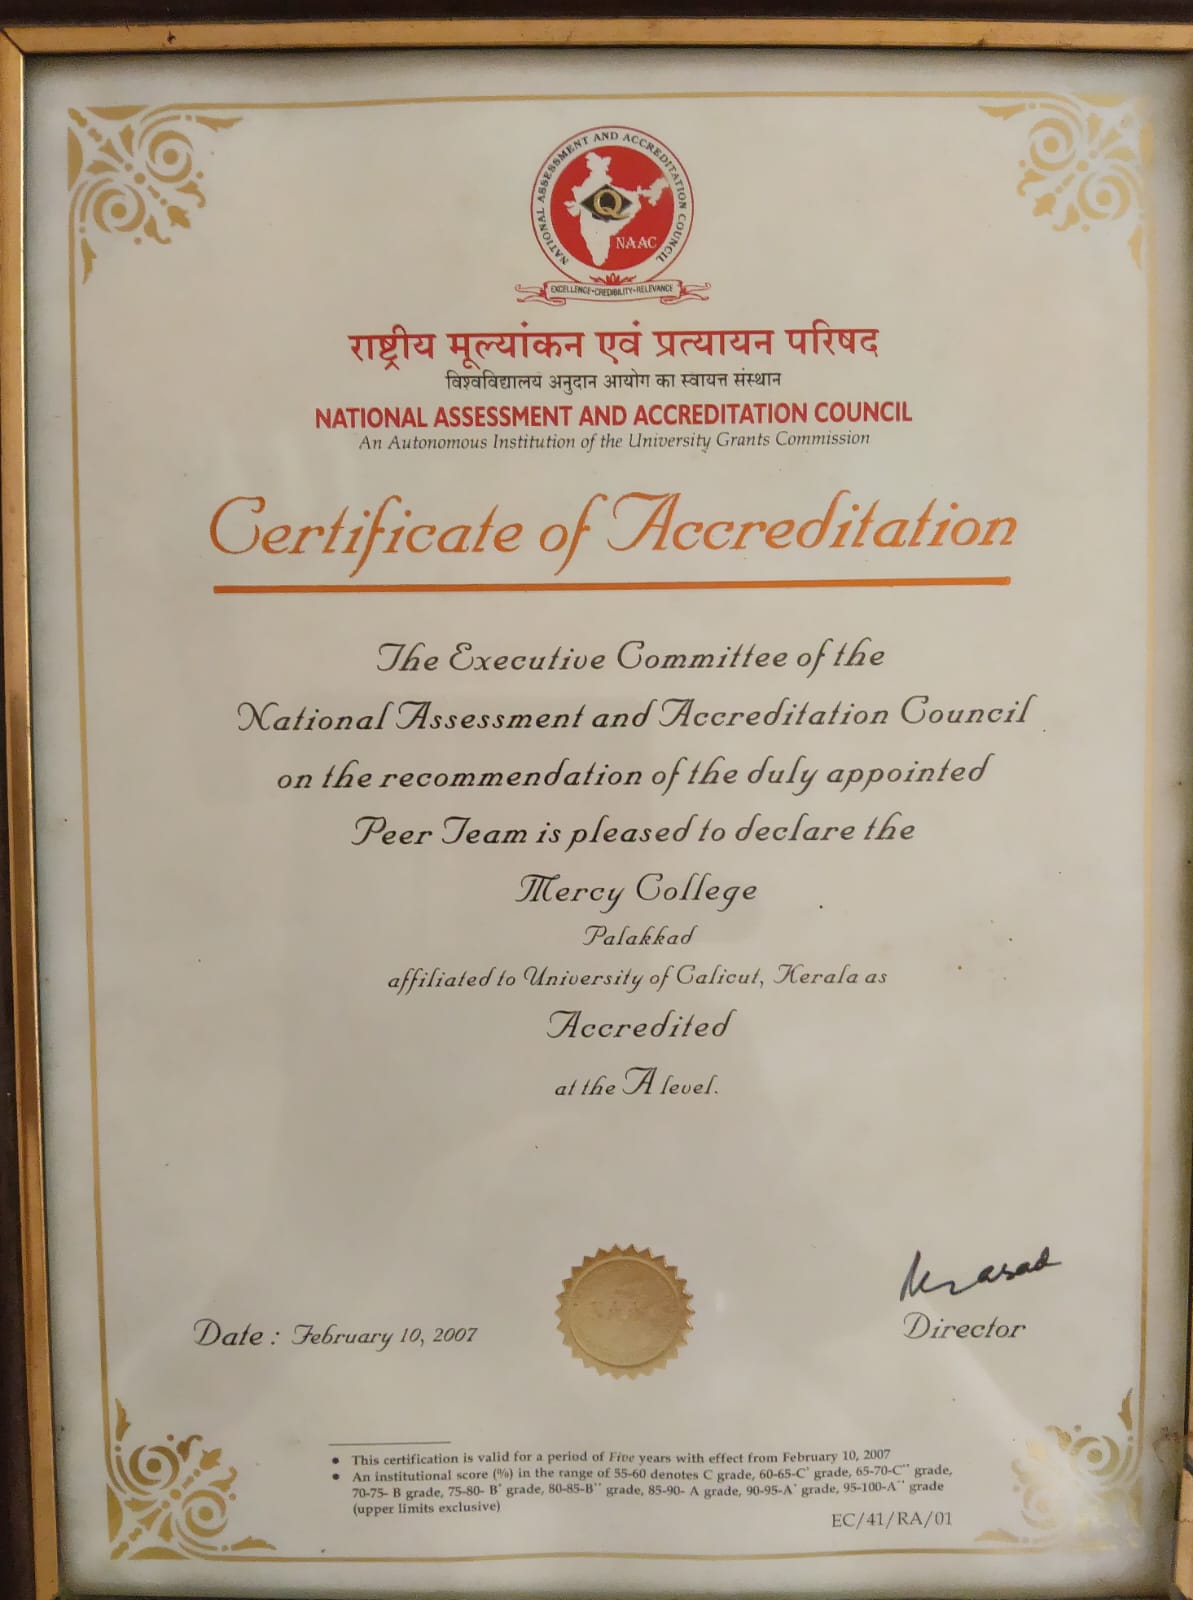 NATIONAL ASSESSMENT AND ACCREDITATION COUNCIL
Q
NAAC
EXCELLENCE•CREDIBILITY•RELEVANCE
राष्ट्रीय मूल्यांकन एवं प्रत्यायन परिषद
विश्वविद्यालय अनुदान आयोग का स्वायत्त संस्थान
NATIONAL ASSESSMENT AND ACCREDITATION COUNCIL
An Autonomous Institution of the University Grants Commission
Certificate of Accreditation
The Executive Committee of the
National Assessment and Accreditation Council
on the recommendation of the duly appointed
Peer Team is pleased to declare the
Mercy College
Palakkad
affiliated to University of Calicut, Kerala as
Accredited
at the A level.
Date : February 10, 2007
Director
• This certification is valid for a period of Five years with effect from February 10, 2007
• An institutional score (%) in the range of 55-60 denotes C grade, 60-65-C⁺ grade, 65-70-C⁺⁺ grade,
70-75- B grade, 75-80- B⁺ grade, 80-85-B⁺⁺ grade, 85-90- A grade, 90-95-A⁺ grade, 95-100-A⁺⁺ grade
(upper limits exclusive)
EC/41/RA/01